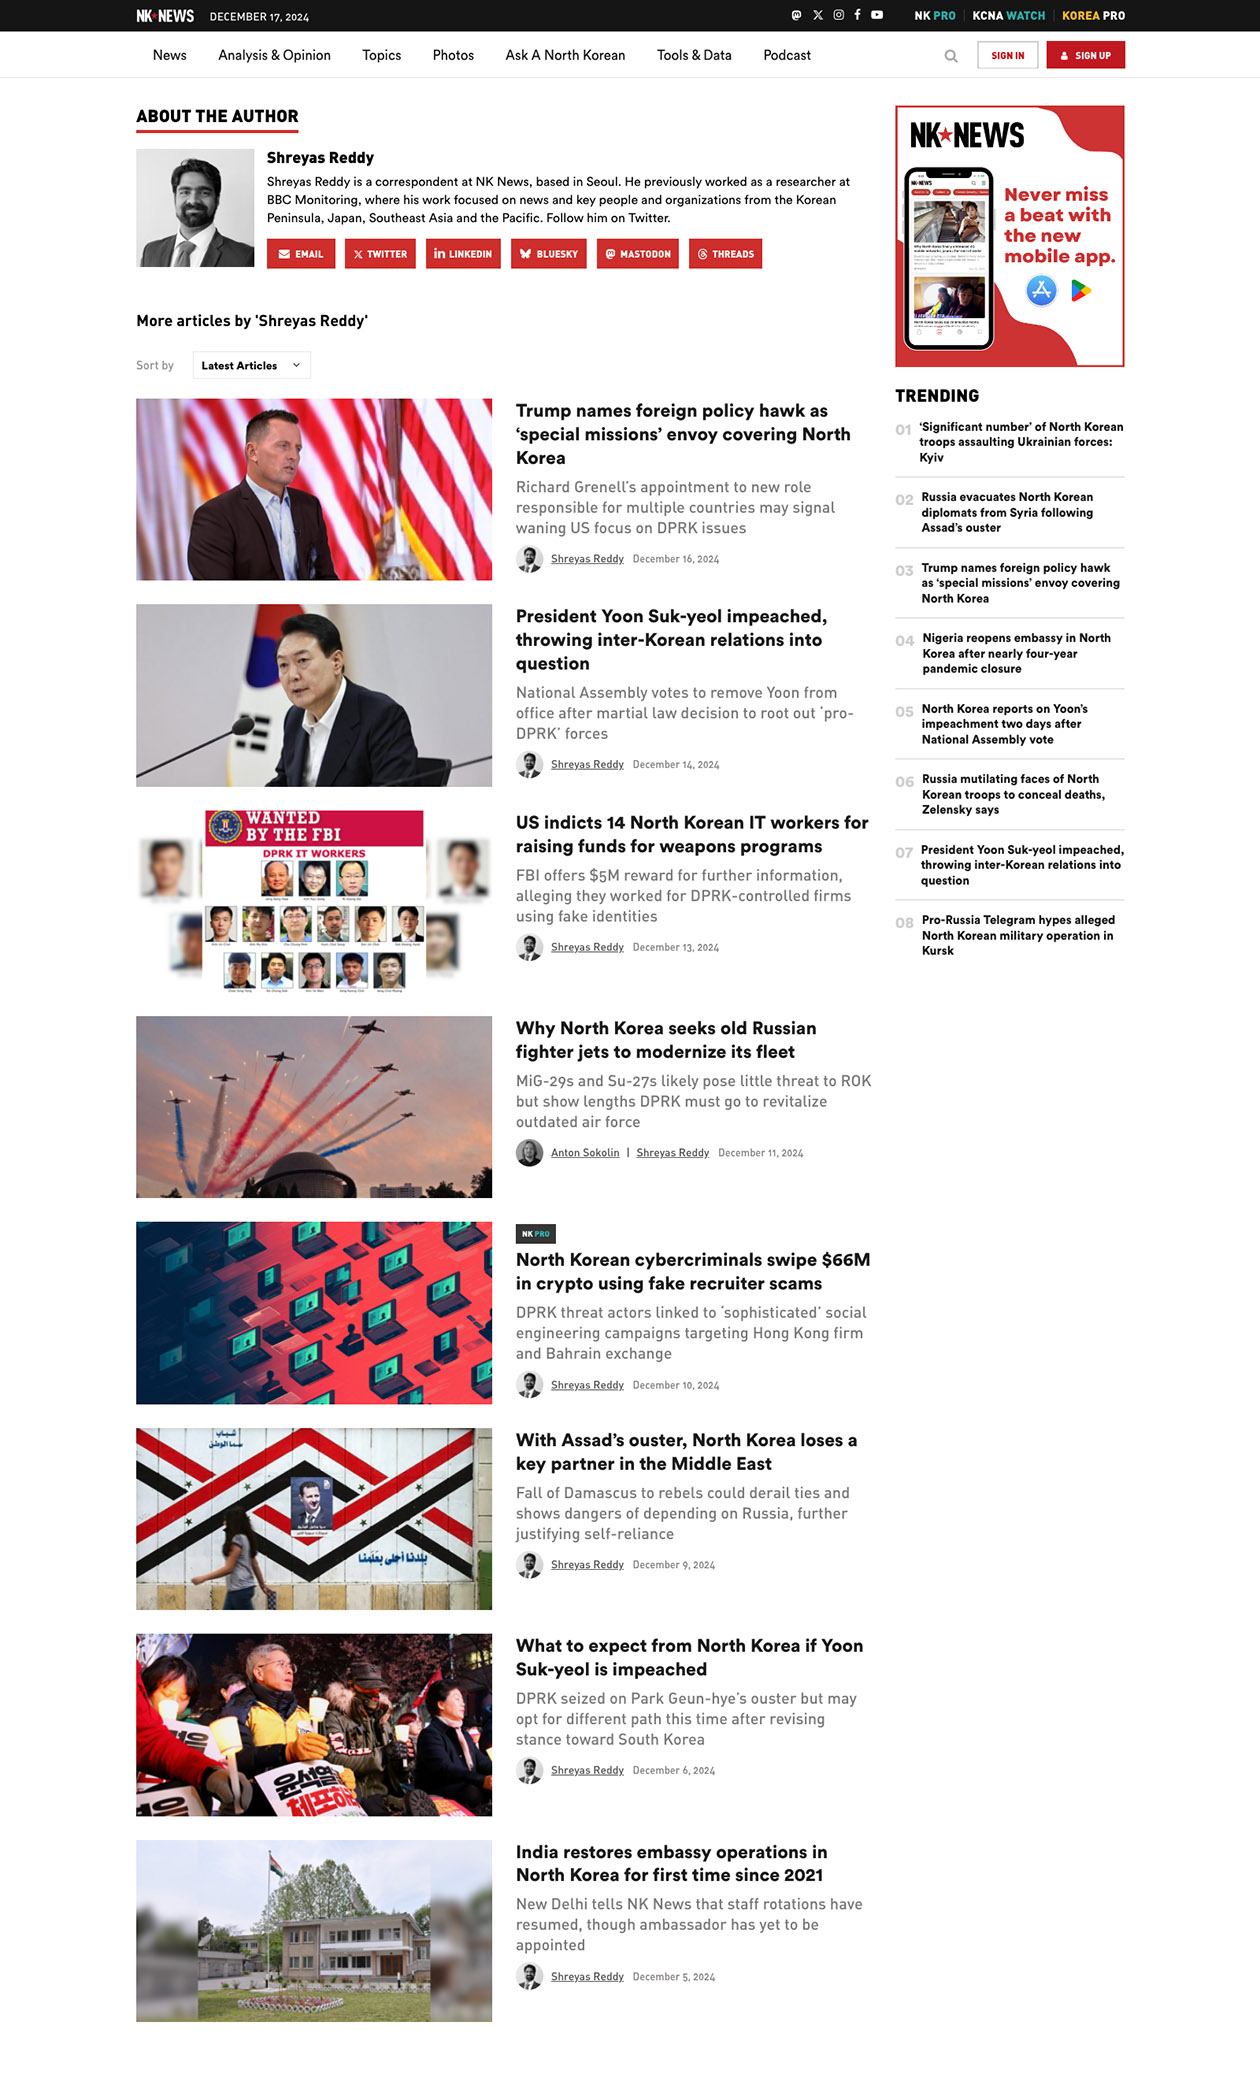 NK NEWS DECEMBER 17, 2024 NK PRO KCNA WATCH KOREA PRO
News Analysis & Opinion Topics Photos Ask A North Korean Tools & Data Podcast SIGN IN SIGN UP
ABOUT THE AUTHOR
Shreyas Reddy
Shreyas Reddy is a correspondent at NK News, based in Seoul. He previously worked as a researcher at
BBC Monitoring, where his work focused on news and key people and organizations from the Korean
Peninsula, Japan, Southeast Asia and the Pacific. Follow him on Twitter.
EMAIL TWITTER LINKEDIN BLUESKY MASTODON THREADS
More articles by 'Shreyas Reddy'
Sort by Latest Articles
Trump names foreign policy hawk as
‘special missions’ envoy covering North
Korea
Richard Grenell’s appointment to new role
responsible for multiple countries may signal
waning US focus on DPRK issues
Shreyas Reddy December 16, 2024
President Yoon Suk-yeol impeached,
throwing inter-Korean relations into
question
National Assembly votes to remove Yoon from
office after martial law decision to root out ‘pro-
DPRK’ forces
Shreyas Reddy December 14, 2024
WANTED
BY THE FBI
DPRK IT WORKERS
US indicts 14 North Korean IT workers for
raising funds for weapons programs
FBI offers $5M reward for further information,
alleging they worked for DPRK-controlled firms
using fake identities
Shreyas Reddy December 13, 2024
Why North Korea seeks old Russian
fighter jets to modernize its fleet
MiG-29s and Su-27s likely pose little threat to ROK
but show lengths DPRK must go to revitalize
outdated air force
Anton Sokolin | Shreyas Reddy December 11, 2024
NK PRO
North Korean cybercriminals swipe $66M
in crypto using fake recruiter scams
DPRK threat actors linked to ‘sophisticated’ social
engineering campaigns targeting Hong Kong firm
and Bahrain exchange
Shreyas Reddy December 10, 2024
شباب
سما الوطن
بلدنا أحلى بعلمنا
With Assad’s ouster, North Korea loses a
key partner in the Middle East
Fall of Damascus to rebels could derail ties and
shows dangers of depending on Russia, further
justifying self-reliance
Shreyas Reddy December 9, 2024
윤석열
체포하
What to expect from North Korea if Yoon
Suk-yeol is impeached
DPRK seized on Park Geun-hye’s ouster but may
opt for different path this time after revising
stance toward South Korea
Shreyas Reddy December 6, 2024
India restores embassy operations in
North Korea for first time since 2021
New Delhi tells NK News that staff rotations have
resumed, though ambassador has yet to be
appointed
Shreyas Reddy December 5, 2024
NK NEWS
Never miss
a beat with
the new
mobile app.
TRENDING
01 ‘Significant number’ of North Korean
troops assaulting Ukrainian forces:
Kyiv
02 Russia evacuates North Korean
diplomats from Syria following
Assad’s ouster
03 Trump names foreign policy hawk
as ‘special missions’ envoy covering
North Korea
04 Nigeria reopens embassy in North
Korea after nearly four-year
pandemic closure
05 North Korea reports on Yoon’s
impeachment two days after
National Assembly vote
06 Russia mutilating faces of North
Korean troops to conceal deaths,
Zelensky says
07 President Yoon Suk-yeol impeached,
throwing inter-Korean relations into
question
08 Pro-Russia Telegram hypes alleged
North Korean military operation in
Kursk